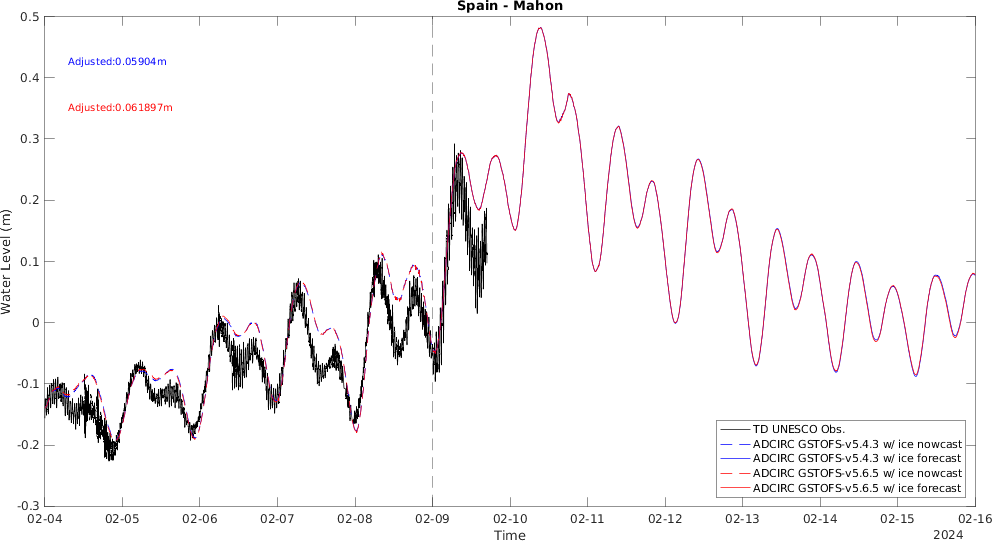 Spain - Mahon
Adjusted:0.05904m
Adjusted:0.061897m
Water Level (m)
0.5
0.4
0.3
0.2
0.1
0
-0.1
-0.2
-0.3
TD UNESCO Obs.
ADCIRC GSTOFS-v5.4.3 w/ ice nowcast
ADCIRC GSTOFS-v5.4.3 w/ ice forecast
ADCIRC GSTOFS-v5.6.5 w/ ice nowcast
ADCIRC GSTOFS-v5.6.5 w/ ice forecast
02-04 02-05 02-06 02-07 02-08 02-09 02-10 02-11 02-12 02-13 02-14 02-15 02-16
Time
2024